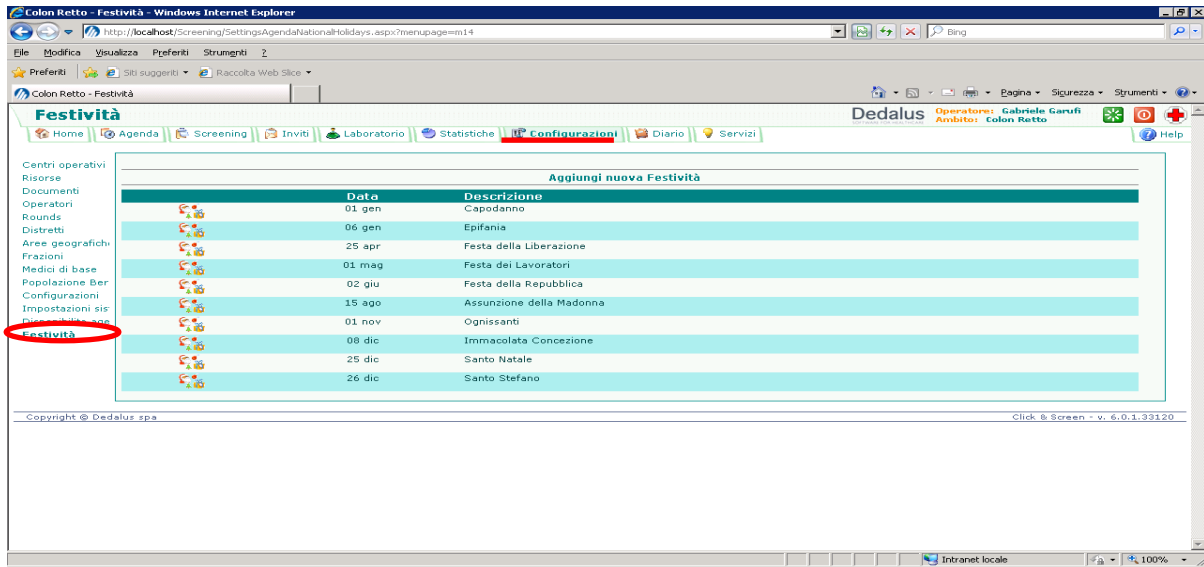 Colon Retto - Festività - Windows Internet Explorer
http://localhost/Screening/SettingsAgendaNationalHolidays.aspx?menupage=m14
Bing
File Modifica Visualizza Preferiti Strumenti ?
Preferiti Siti suggeriti Raccolta Web Slice
Colon Retto - Festività
Pagina Sicurezza Strumenti
Festività
Dedalus
Operatore: Gabriele Garufi
Ambito: Colon Retto
Home Agenda Screening Inviti Laboratorio Statistiche Configurazioni Diario Servizi
Help
Centri operativi
Risorse
Documenti
Operatori
Rounds
Distretti
Aree geografich
Frazioni
Medici di base
Popolazione Ber
Configurazioni
Impostazioni sis
Disponibilità age
Festività
Aggiungi nuova Festività
Data Descrizione
01 gen Capodanno
06 gen Epifania
25 apr Festa della Liberazione
01 mag Festa dei Lavoratori
02 giu Festa della Repubblica
15 ago Assunzione della Madonna
01 nov Ognissanti
08 dic Immacolata Concezione
25 dic Santo Natale
26 dic Santo Stefano
Copyright © Dedalus spa
Click & Screen - v. 6.0.1.33120
Intranet locale
100%